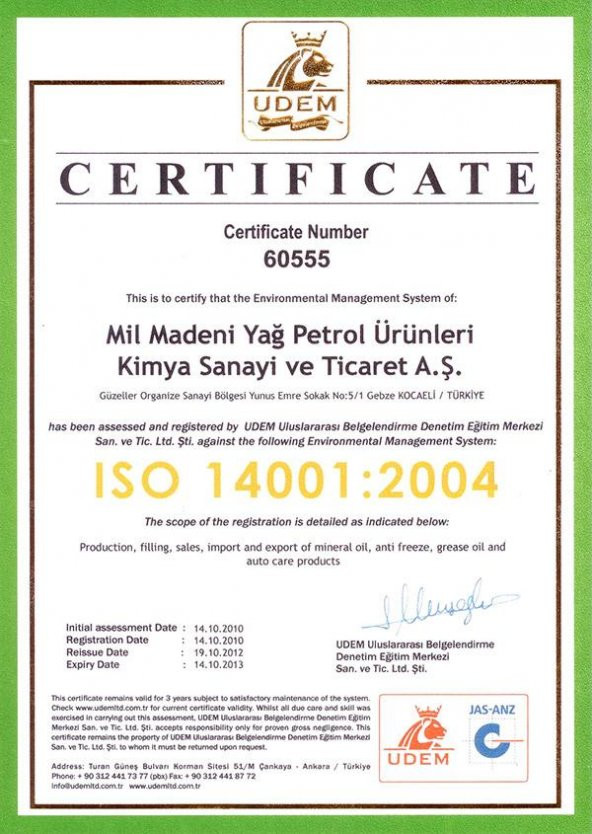 UDEM
CERTIFICATE
Certificate Number
60555
This is to certify that the Environmental Management System of:
Mil Madeni Yağ Petrol Ürünleri
Kimya Sanayi ve Ticaret A.Ş.
Güzeller Organize Sanayi Bölgesi Yunus Emre Sokak No:5/1 Gebze KOCAELİ / TÜRKİYE
has been assessed and registered by UDEM Uluslararası Belgelendirme Denetim Eğitim Merkezi
San. ve Tic. Ltd. Şti. against the following Environmental Management System:
ISO 14001:2004
The scope of the registration is detailed as indicated below:
Production, filling, sales, import and export of mineral oil, anti freeze, grease oil and
auto care products
Initial assessment Date : 14.10.2010
Registration Date : 14.10.2010
Reissue Date : 19.10.2012
Expiry Date : 14.10.2013
UDEM Uluslararası Belgelendirme
Denetim Eğitim Merkezi
San. ve Tic. Ltd. Şti.
This certificate remains valid for 3 years subject to satisfactory maintenance of the system.
Check www.udemltd.com.tr for current certificate validity. Whilst all due care and skill was
exercised in carrying out this assessment, UDEM Uluslararası Belgelendirme Denetim Eğitim
Merkezi San. ve Tic. Ltd. Şti. accepts responsibility only for proven gross negligence. This
certificate remains the property of UDEM Uluslararası Belgelendirme Denetim Eğitim Merkezi
San. ve Tic. Ltd. Şti. to whom it must be returned upon request.
Address: Turan Güneş Bulvarı Korman Sitesi 51/M Çankaya - Ankara / Türkiye
Phone: + 90 312 441 73 77 (pbx) Fax: + 90 312 441 87 72
info@udemltd.com.tr www.udemltd.com.tr
UDEM
JAS-ANZ